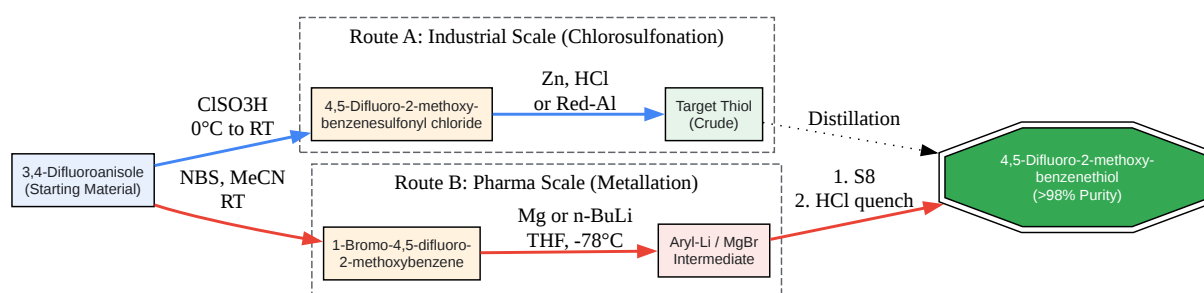 Route A: Industrial Scale (Chlorosulfonation)
ClSO3H
0°C to RT
4,5-Difluoro-2-methoxy-
benzenesulfonyl chloride
Zn, HCl
or Red-Al
Target Thiol
(Crude)
Distillation
3,4-Difluoroanisole
(Starting Material)
NBS, MeCN
RT
Route B: Pharma Scale (Metallation)
1-Bromo-4,5-difluoro-
2-methoxybenzene
Mg or n-BuLi
THF, -78°C
Aryl-Li / MgBr
Intermediate
1. S8
2. HCl quench
4,5-Difluoro-2-methoxy-
benzenethiol
(>98% Purity)